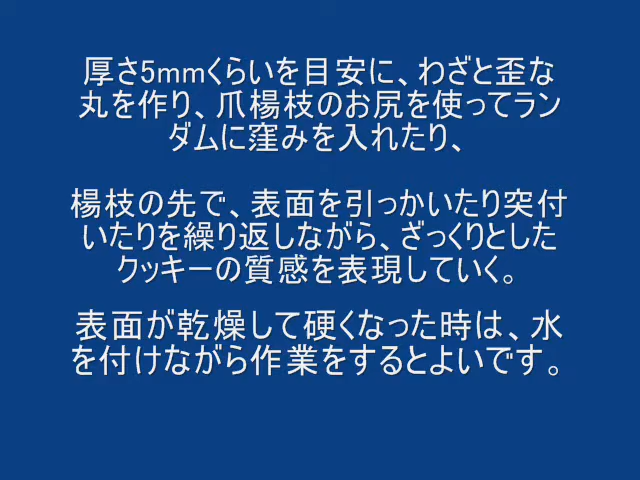 厚さ5mmくらいを目安に、わざと歪な
丸を作り、爪楊枝のお尻を使ってラン
ダムに窪みを入れたり、
楊枝の先で、表面を引っかいたり突付
いたりを繰り返しながら、ざっくりとした
クッキーの質感を表現していく。
表面が乾燥して硬くなった時は、水
を付けながら作業をするとよいです。